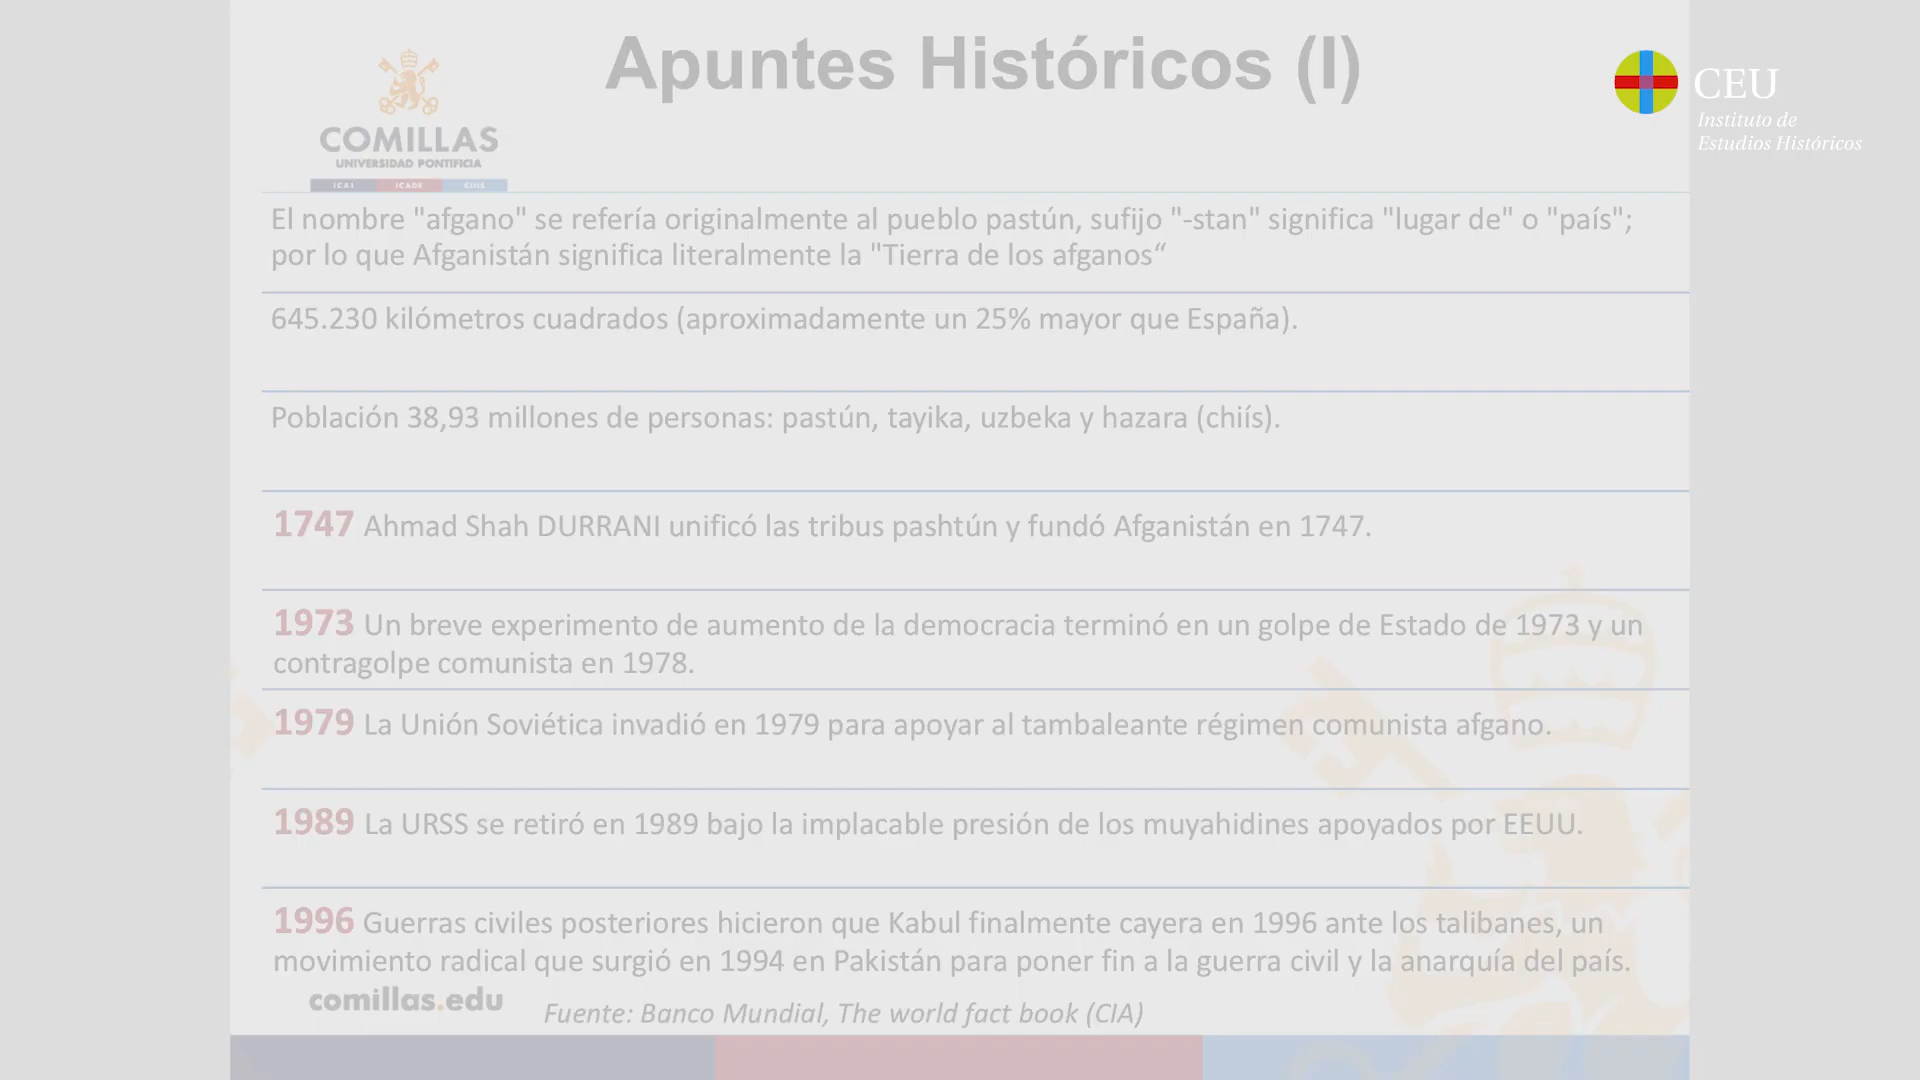 Apuntes Históricos (I)
COMILLAS
UNIVERSIDAD PONTIFICIA
ICAI ICADE CIHS
CEU
Instituto de
Estudios Históricos
El nombre "afgano" se refería originalmente al pueblo pastún, sufijo "-stan" significa "lugar de" o "país";
por lo que Afganistán significa literalmente la "Tierra de los afganos“
645.230 kilómetros cuadrados (aproximadamente un 25% mayor que España).
Población 38,93 millones de personas: pastún, tayika, uzbeka y hazara (chiís).
1747 Ahmad Shah DURRANI unificó las tribus pashtún y fundó Afganistán en 1747.
1973 Un breve experimento de aumento de la democracia terminó en un golpe de Estado de 1973 y un
contragolpe comunista en 1978.
1979 La Unión Soviética invadió en 1979 para apoyar al tambaleante régimen comunista afgano.
1989 La URSS se retiró en 1989 bajo la implacable presión de los muyahidines apoyados por EEUU.
1996 Guerras civiles posteriores hicieron que Kabul finalmente cayera en 1996 ante los talibanes, un
movimiento radical que surgió en 1994 en Pakistán para poner fin a la guerra civil y la anarquía del país.
comillas.edu
Fuente: Banco Mundial, The world fact book (CIA)